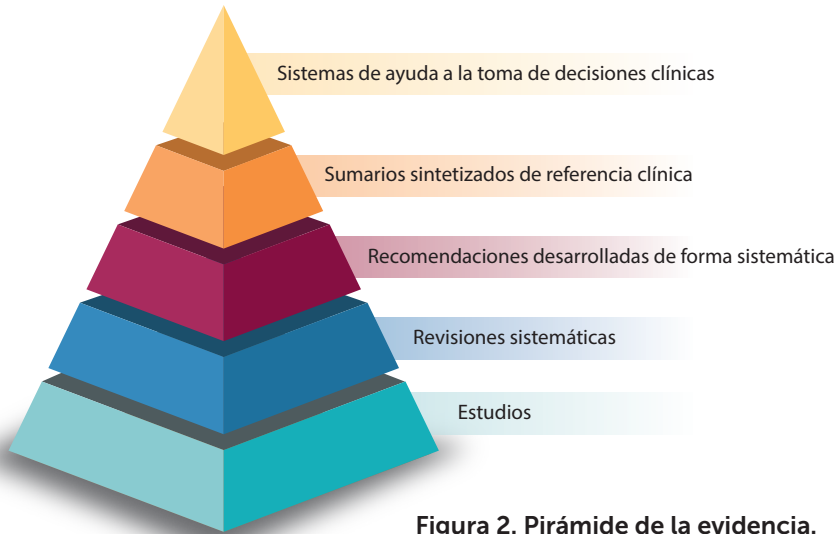 Sistemas de ayuda a la toma de decisiones clínicas
Sumarios sintetizados de referencia clínica
Recomendaciones desarrolladas de forma sistemática
Revisiones sistemáticas
Estudios
Figura 2. Pirámide de la evidencia.